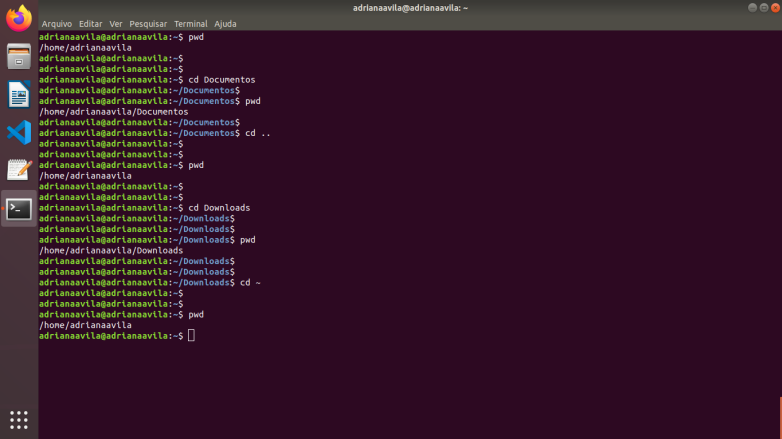 adrianaavila@adrianaavila: ~
Arquivo Editar Ver Pesquisar Terminal Ajuda
adrianaavila@adrianaavila:~$ pwd
/home/adrianaavila
adrianaavila@adrianaavila:~$
adrianaavila@adrianaavila:~$
adrianaavila@adrianaavila:~$ cd Documentos
adrianaavila@adrianaavila:~/Documentos$
adrianaavila@adrianaavila:~/Documentos$ pwd
/home/adrianaavila/Documentos
adrianaavila@adrianaavila:~/Documentos$
adrianaavila@adrianaavila:~/Documentos$ cd ..
adrianaavila@adrianaavila:~$
adrianaavila@adrianaavila:~$
adrianaavila@adrianaavila:~$ pwd
/home/adrianaavila
adrianaavila@adrianaavila:~$
adrianaavila@adrianaavila:~$
adrianaavila@adrianaavila:~$ cd Downloads
adrianaavila@adrianaavila:~/Downloads$
adrianaavila@adrianaavila:~/Downloads$
adrianaavila@adrianaavila:~/Downloads$ pwd
/home/adrianaavila/Downloads
adrianaavila@adrianaavila:~/Downloads$
adrianaavila@adrianaavila:~/Downloads$
adrianaavila@adrianaavila:~/Downloads$ cd ~
adrianaavila@adrianaavila:~$
adrianaavila@adrianaavila:~$
adrianaavila@adrianaavila:~$ pwd
/home/adrianaavila
adrianaavila@adrianaavila:~$